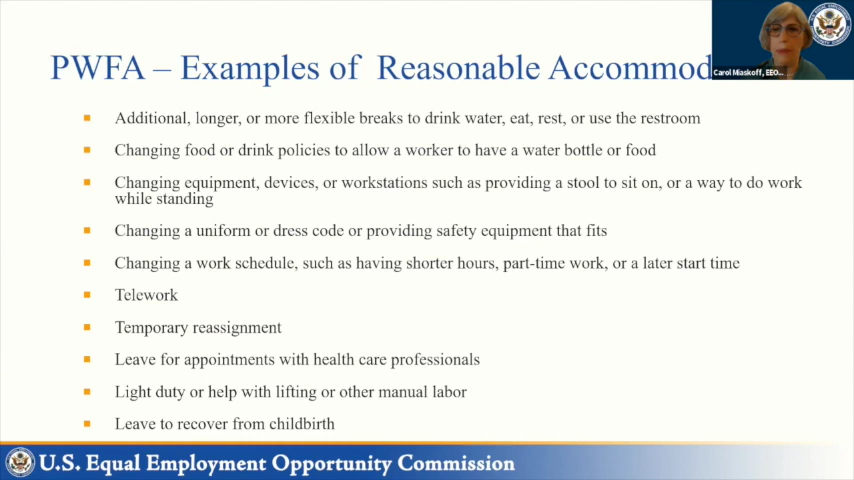 PWFA – Examples of Reasonable Accommod
Carol Miaskoff, EEO...
Additional, longer, or more flexible breaks to drink water, eat, rest, or use the restroom
Changing food or drink policies to allow a worker to have a water bottle or food
Changing equipment, devices, or workstations such as providing a stool to sit on, or a way to do work
while standing
Changing a uniform or dress code or providing safety equipment that fits
Changing a work schedule, such as having shorter hours, part-time work, or a later start time
Telework
Temporary reassignment
Leave for appointments with health care professionals
Light duty or help with lifting or other manual labor
Leave to recover from childbirth
U.S. Equal Employment Opportunity Commission